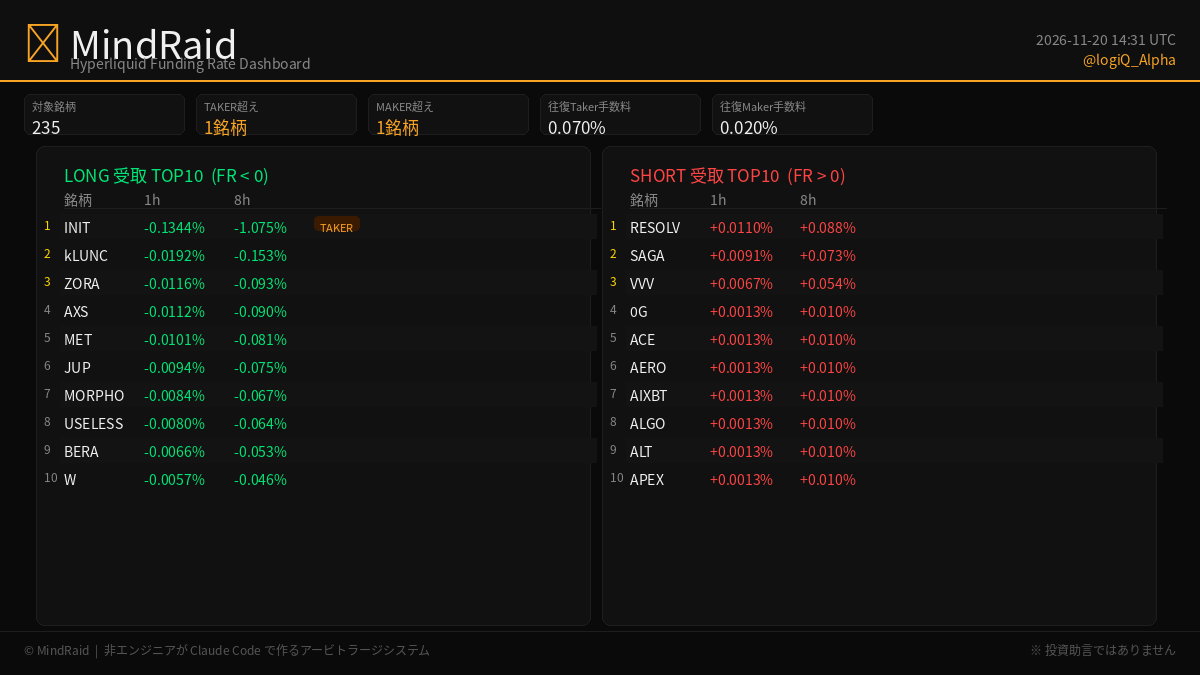 MindRaid
Hyperliquid Funding Rate Dashboard
2026-11-20 14:31 UTC
@logiQ_Alpha
対象銘柄
235
TAKER超え
1銘柄
MAKER超え
1銘柄
往復Taker手数料
0.070%
往復Maker手数料
0.020%
LONG 受取 TOP10 (FR < 0)
銘柄 1h 8h
1 INIT -0.1344% -1.075% TAKER
2 kLUNC -0.0192% -0.153%
3 ZORA -0.0116% -0.093%
4 AXS -0.0112% -0.090%
5 MET -0.0101% -0.081%
6 JUP -0.0094% -0.075%
7 MORPHO -0.0084% -0.067%
8 USELESS -0.0080% -0.064%
9 BERA -0.0066% -0.053%
10 W -0.0057% -0.046%
SHORT 受取 TOP10 (FR > 0)
銘柄 1h 8h
1 RESOLV +0.0110% +0.088%
2 SAGA +0.0091% +0.073%
3 VVV +0.0067% +0.054%
4 0G +0.0013% +0.010%
5 ACE +0.0013% +0.010%
6 AERO +0.0013% +0.010%
7 AIXBT +0.0013% +0.010%
8 ALGO +0.0013% +0.010%
9 ALT +0.0013% +0.010%
10 APEX +0.0013% +0.010%
© MindRaid | 非エンジニアが Claude Code で作るアービトラージシステム
※ 投資助言ではありません